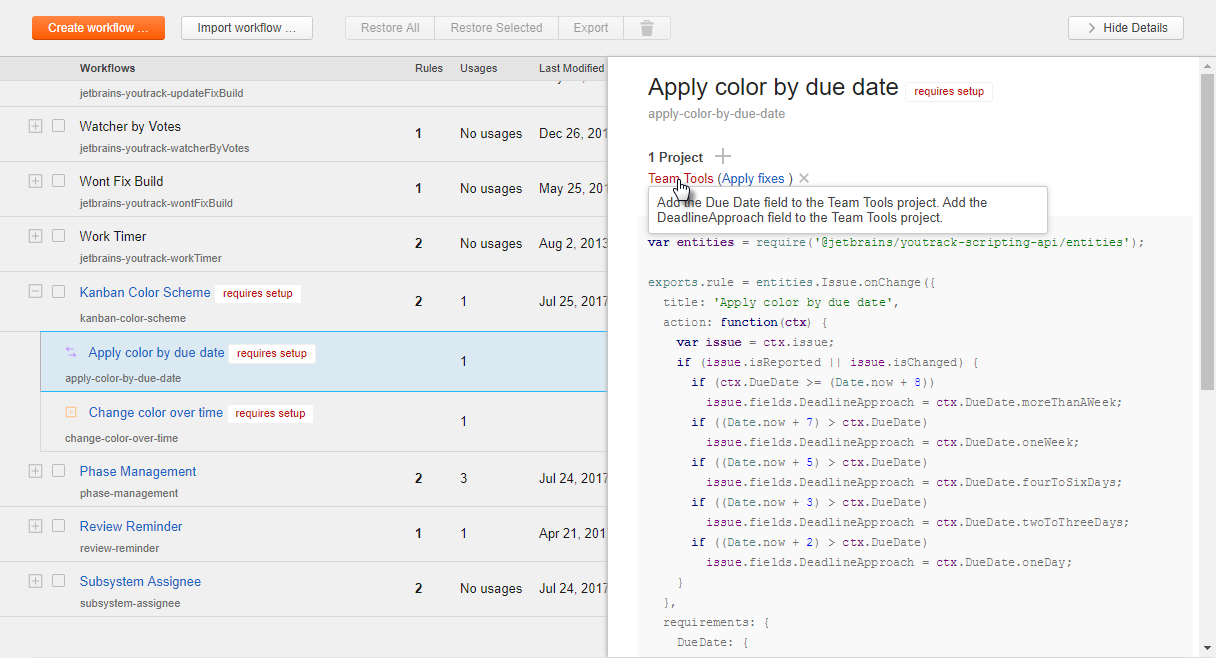 Create workflow ...
Import workflow ...
Restore All
Restore Selected
Export
Hide Details
Workflows Rules Usages Last Modified
jetbrains-youtrack-updateFixBuild
Watcher by Votes 1 No usages Dec 26, 201
jetbrains-youtrack-watcherByVotes
Wont Fix Build 1 No usages May 25, 201
jetbrains-youtrack-wontFixBuild
Work Timer 2 No usages Aug 2, 2013
jetbrains-youtrack-workTimer
Kanban Color Scheme requires setup 2 1 Jul 25, 2017
kanban-color-scheme
Apply color by due date requires setup 1
apply-color-by-due-date
Change color over time requires setup 1
change-color-over-time
Phase Management 2 3 Jul 24, 2017
phase-management
Review Reminder 1 1 Apr 21, 201
review-reminder
Subsystem Assignee 2 No usages Jul 24, 2017
subsystem-assignee
Apply color by due date requires setup
apply-color-by-due-date
1 Project
Team Tools (Apply fixes )
Add the Due Date field to the Team Tools project. Add the
DeadlineApproach field to the Team Tools project.
var entities = require('@jetbrains/youtrack-scripting-api/entities');
exports.rule = entities.Issue.onChange({
title: 'Apply color by due date',
action: function(ctx) {
var issue = ctx.issue;
if (issue.isReported || issue.isChanged) {
if (ctx.DueDate >= (Date.now + 8))
issue.fields.DeadlineApproach = ctx.DueDate.moreThanAWeek;
if ((Date.now + 7) > ctx.DueDate)
issue.fields.DeadlineApproach = ctx.DueDate.oneWeek;
if ((Date.now + 5) > ctx.DueDate)
issue.fields.DeadlineApproach = ctx.DueDate.fourToSixDays;
if ((Date.now + 3) > ctx.DueDate)
issue.fields.DeadlineApproach = ctx.DueDate.twoToThreeDays;
if ((Date.now + 2) > ctx.DueDate)
issue.fields.DeadlineApproach = ctx.DueDate.oneDay;
}
},
requirements: {
DueDate: {